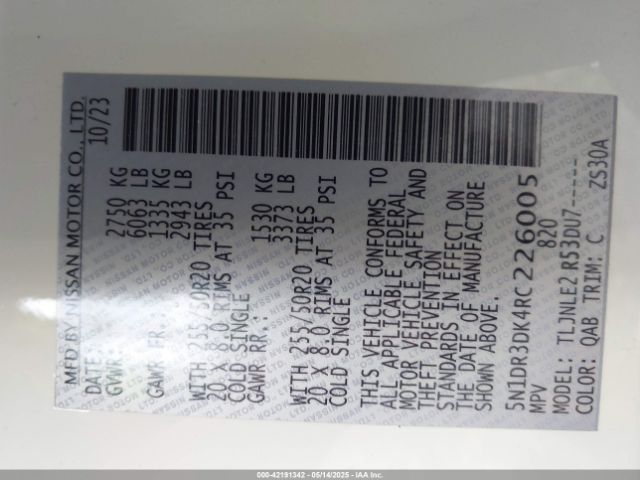 MFD BY NISSAN MOTOR CO., LTD.
DATE: 10/23
GVWR: 2750 KG
6063 LB
GAWR FR.: 1335 KG
2943 LB
WITH 255/50R20 TIRES
20 X 8.0 RIMS AT 35 PSI
COLD SINGLE
GAWR RR.: 1530 KG
3373 LB
WITH 255/50R20 TIRES
20 X 8.0 RIMS AT 35 PSI
COLD SINGLE
THIS VEHICLE CONFORMS TO
ALL APPLICABLE FEDERAL
MOTOR VEHICLE SAFETY AND
THEFT PREVENTION
STANDARDS IN EFFECT ON
THE DATE OF MANUFACTURE
SHOWN ABOVE.
5N1DR3DK4RC226005
MPV 820
MODEL: TLJNLE2 R53DU7-----
COLOR: QAB TRIM: C ZS30A
000-42191342 - 05/14/2025 - IAA Inc.